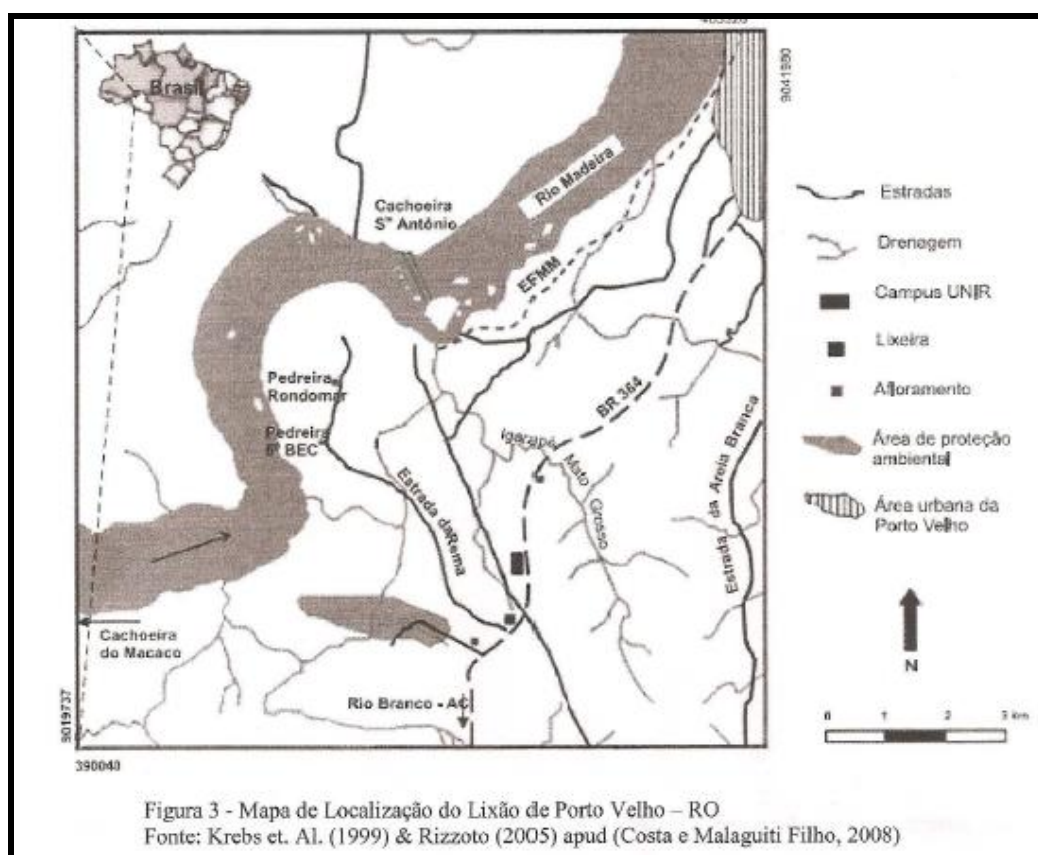 Brasil
9041980
Rio Madeira
Cachoeira
Sto Antônio
EFMM
Pedreira
Rondomar
Pedreira
5º BEC
BR 364
Igarapé Mato Grosso
Estrada da Rema
Estrada da Areia Branca
Cachoeira
do Macaco
Rio Branco - AC
9019737
390040
Estradas
Drenagem
Campus UNIR
Lixeira
Afloramento
Área de proteção
ambiental
Área urbana da
Porto Velho
N
0 1 2 3 km
Figura 3 - Mapa de Localização do Lixão de Porto Velho – RO
Fonte: Krebs et. Al. (1999) & Rizzoto (2005) apud (Costa e Malaguiti Filho, 2008)